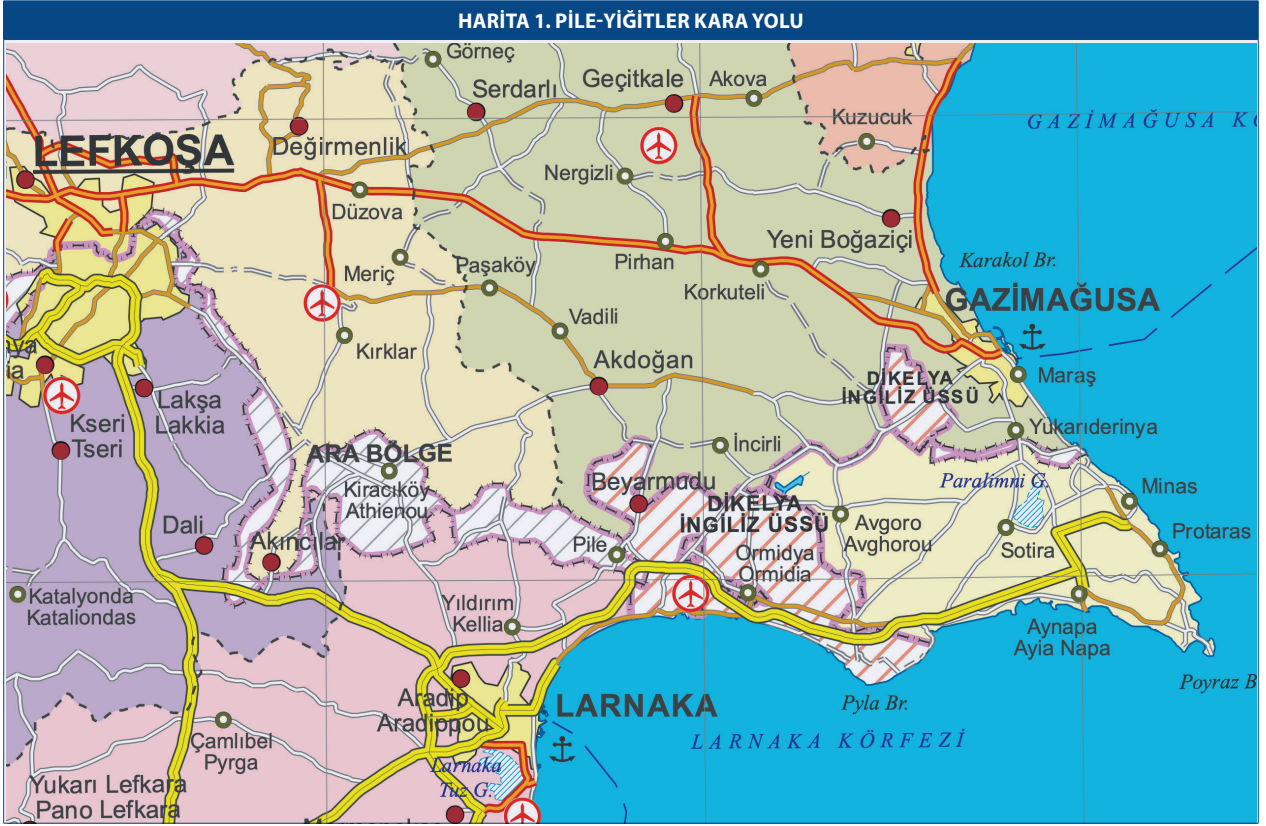 HARİTA 1. PİLE-YİĞİTLER KARA YOLU
Görneç
Serdarlı
Geçitkale
Akova
Kuzucuk
GAZİMAĞUSA
LEFKOŞA
Değirmenlik
Nergizli
Düzova
Yeni Boğaziçi
Meriç
Paşaköy
Pirhan
Korkuteli
Karakol Br.
GAZİMAĞUSA
Vadili
Kırklar
Akdoğan
DİKELYA
İNGİLİZ ÜSSÜ
Maraş
Lakşa
Lakkia
Kseri
Tseri
Yukarıderinya
İncirli
ARA BÖLGE
Kiracıköy
Athienou
Beyarmudu
DİKELYA
İNGİLİZ ÜSSÜ
Paralimni G.
Minas
Dali
Akıncılar
Pile
Avgoro
Avghorou
Sotira
Protaras
Ormidya
Ormidia
Katalyonda
Kataliondas
Yıldırım
Kellia
Aynapa
Ayia Napa
Poyraz B
Aradip
Aradippou
LARNAKA
Pyla Br.
LARNAKA KÖRFEZİ
Çamlıbel
Pyrga
Larnaka
Tuz G.
Yukarı Lefkara
Pano Lefkara